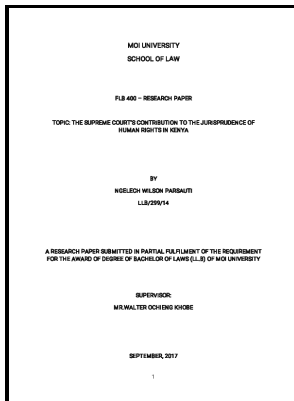 MOI UNIVERSITY
SCHOOL OF LAW
FLB 400 – RESEARCH PAPER
TOPIC: THE SUPREME COURT'S CONTRIBUTION TO THE JURISPRUDENCE OF
HUMAN RIGHTS IN KENYA
BY
NGELECH WILSON PARSAUTI
LLB/299/14
A RESEARCH PAPER SUBMITTED IN PARTIAL FULFILMENT OF THE REQUIREMENT
FOR THE AWARD OF DEGREE OF BACHELOR OF LAWS (LL.B) OF MOI UNIVERSITY
SUPERVISOR:
MR.WALTER OCHIENG KHOBE
SEPTEMBER, 2017
1